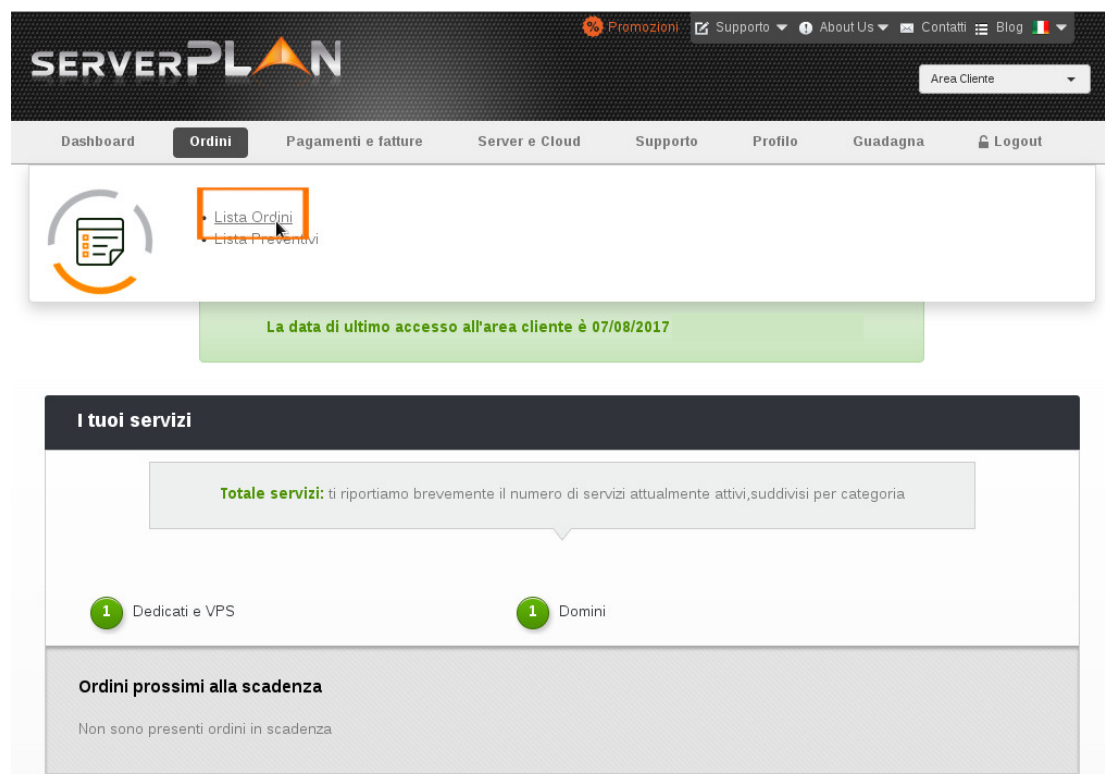 Promozioni Supporto About Us Contatti Blog
SERVERPLAN
Area Cliente
Dashboard Ordini Pagamenti e fatture Server e Cloud Supporto Profilo Guadagna Logout
• Lista Ordini
• Lista Preventivi
La data di ultimo accesso all'area cliente è 07/08/2017
I tuoi servizi
Totale servizi: ti riportiamo brevemente il numero di servizi attualmente attivi,suddivisi per categoria
1 Dedicati e VPS 1 Domini
Ordini prossimi alla scadenza
Non sono presenti ordini in scadenza